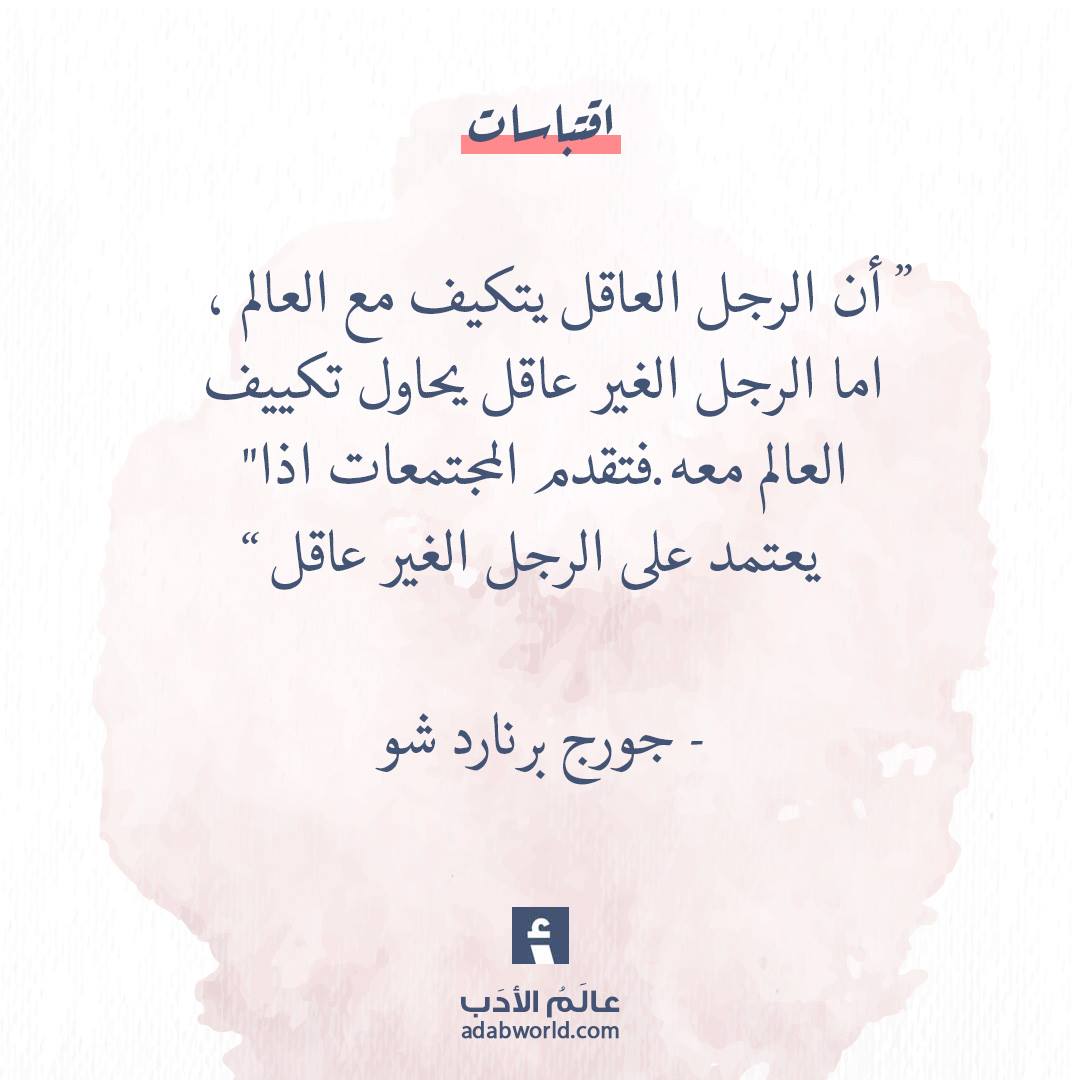 اقتباسات
” أن الرجل العاقل يتكيف مع العالم ،
اما الرجل الغير عاقل يحاول تكييف
العالم معه .فتقدم المجتمعات اذا"
يعتمد على الرجل الغير عاقل “
- جورج برنارد شو
أ
عالَمُ الأدَب
adabworld.com